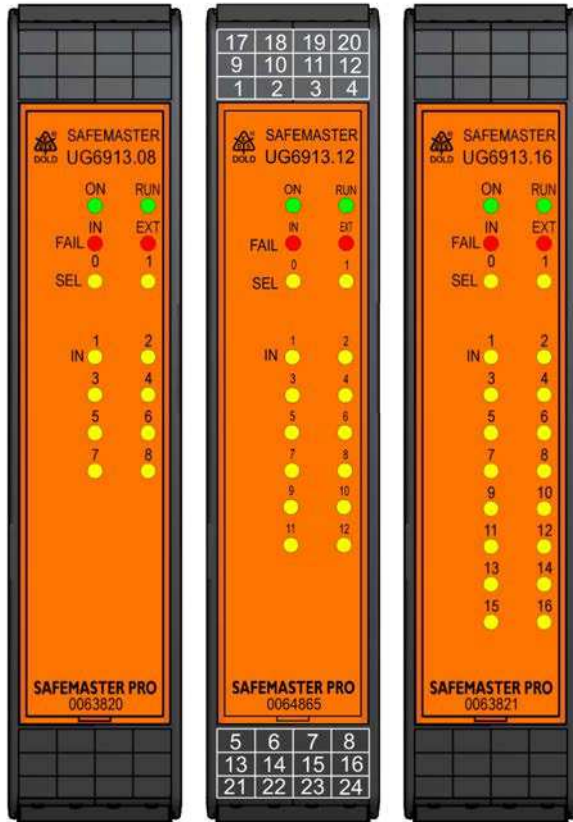 SAFEMASTER
DOLD UG6913.08
ON RUN
IN EXT
FAIL
0 1
SEL
1 2
IN
3 4
5 6
7 8
SAFEMASTER PRO
0063820
17 18 19 20
9 10 11 12
1 2 3 4
SAFEMASTER
DOLD UG6913.12
ON RUN
IN EXT
FAIL
0 1
SEL
1 2
IN
3 4
5 6
7 8
9 10
11 12
SAFEMASTER PRO
0064865
5 6 7 8
13 14 15 16
21 22 23 24
SAFEMASTER
DOLD UG6913.16
ON RUN
IN EXT
FAIL
0 1
SEL
1 2
IN
3 4
5 6
7 8
9 10
11 12
13 14
15 16
SAFEMASTER PRO
0063821